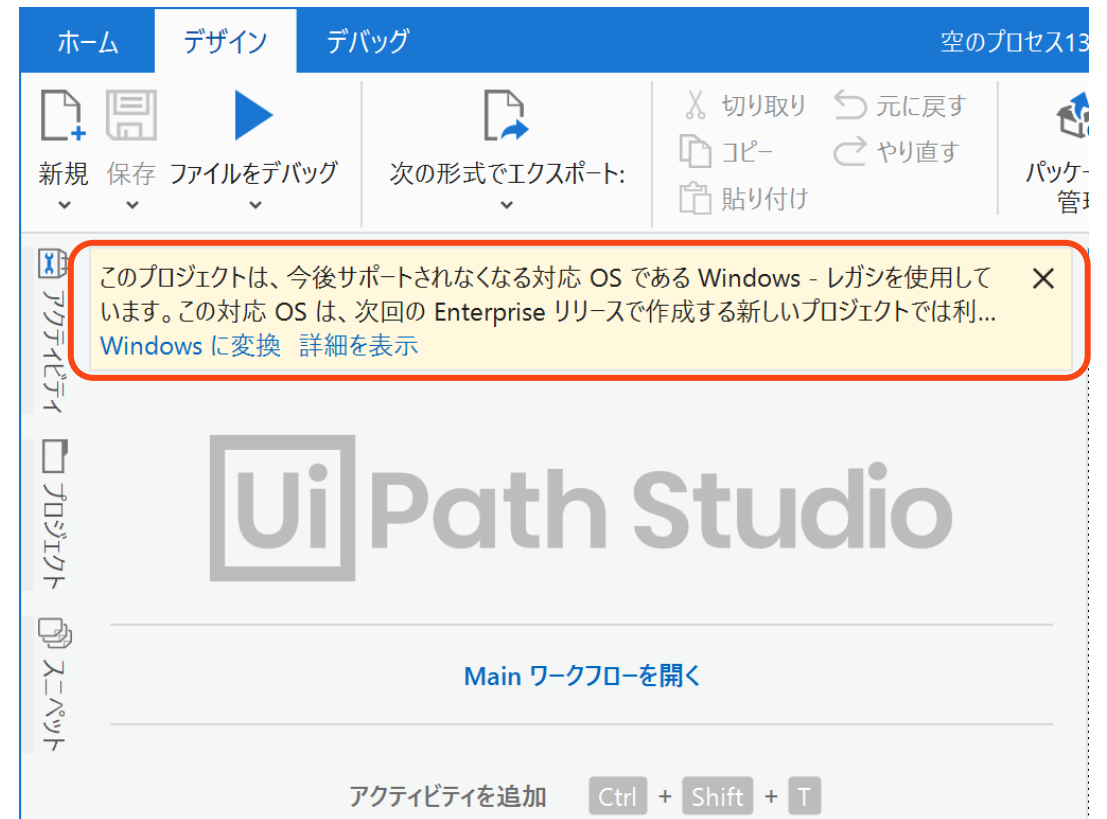 ホーム デザイン デバッグ 空のプロセス13
切り取り 元に戻す
コピー やり直す
新規 保存 ファイルをデバッグ 次の形式でエクスポート: パッケー
貼り付け 管
アクティビティ
このプロジェクトは、今後サポートされなくなる対応 OS である Windows - レガシを使用して
います。この対応 OS は、次回の Enterprise リリースで作成する新しいプロジェクトでは利...
Windows に変換 詳細を表示
プロジェクト
UiPath Studio
スニペット
Main ワークフローを開く
アクティビティを追加 Ctrl + Shift + T